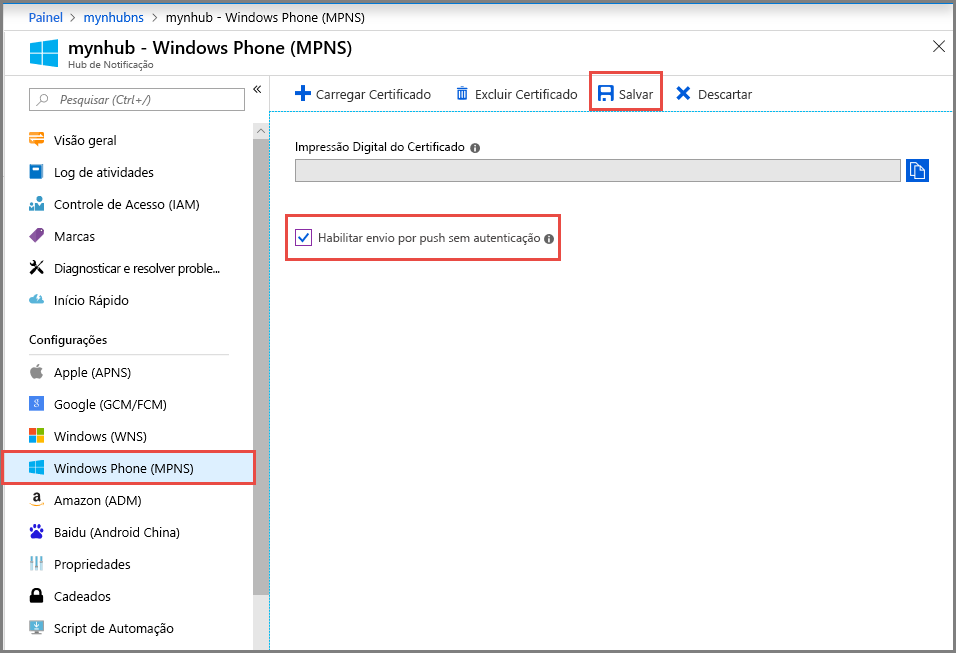 Painel > mynhubns > mynhub - Windows Phone (MPNS)
mynhub - Windows Phone (MPNS)
Hub de Notificação
Pesquisar (Ctrl+/)
«
Visão geral
Log de atividades
Controle de Acesso (IAM)
Marcas
Diagnosticar e resolver proble...
Início Rápido
Configurações
Apple (APNS)
Google (GCM/FCM)
Windows (WNS)
Windows Phone (MPNS)
Amazon (ADM)
Baidu (Android China)
Propriedades
Cadeados
Script de Automação
Carregar Certificado Excluir Certificado Salvar Descartar
Impressão Digital do Certificado
Habilitar envio por push sem autenticação